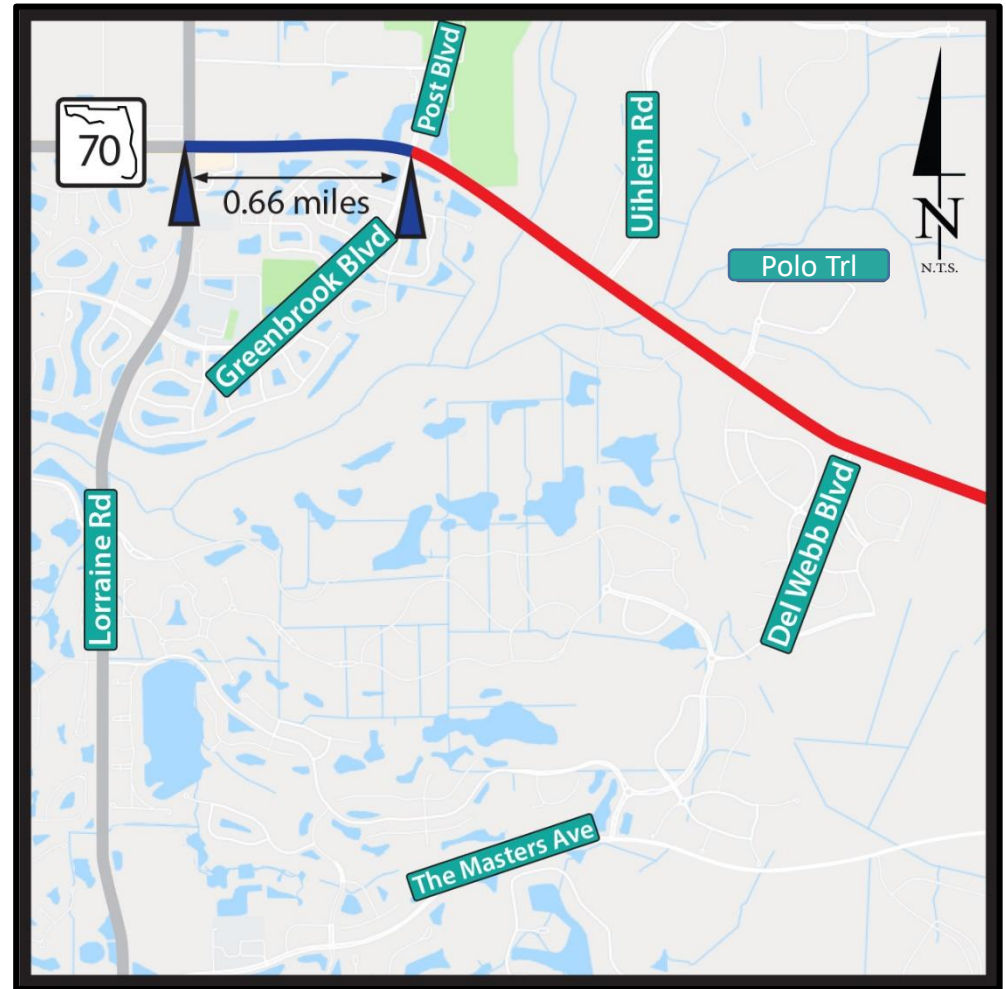 Post Blvd
70
0.66 miles
Uihlein Rd
N
N.T.S.
Polo Trl
Greenbrook Blvd
Lorraine Rd
Del Webb Blvd
The Masters Ave